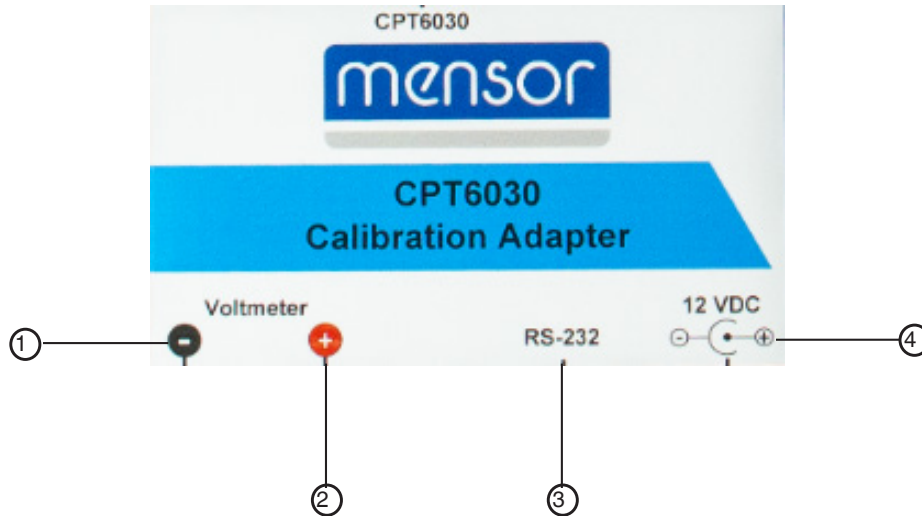 CPT6030
mensor
CPT6030
Calibration Adapter
Voltmeter
12 VDC
- + RS-232 - +
1 4
2 3